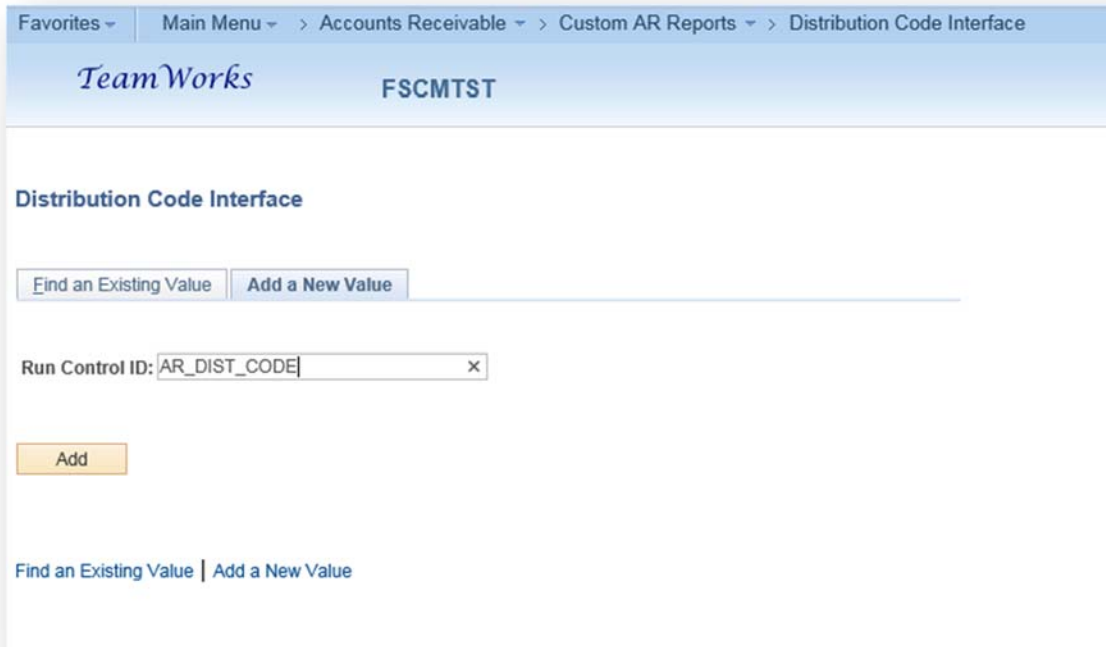 Favorites Main Menu > Accounts Receivable > Custom AR Reports > Distribution Code Interface
TeamWorks FSCMTST
Distribution Code Interface
Find an Existing Value Add a New Value
Run Control ID: AR_DIST_CODE ×
Add
Find an Existing Value | Add a New Value